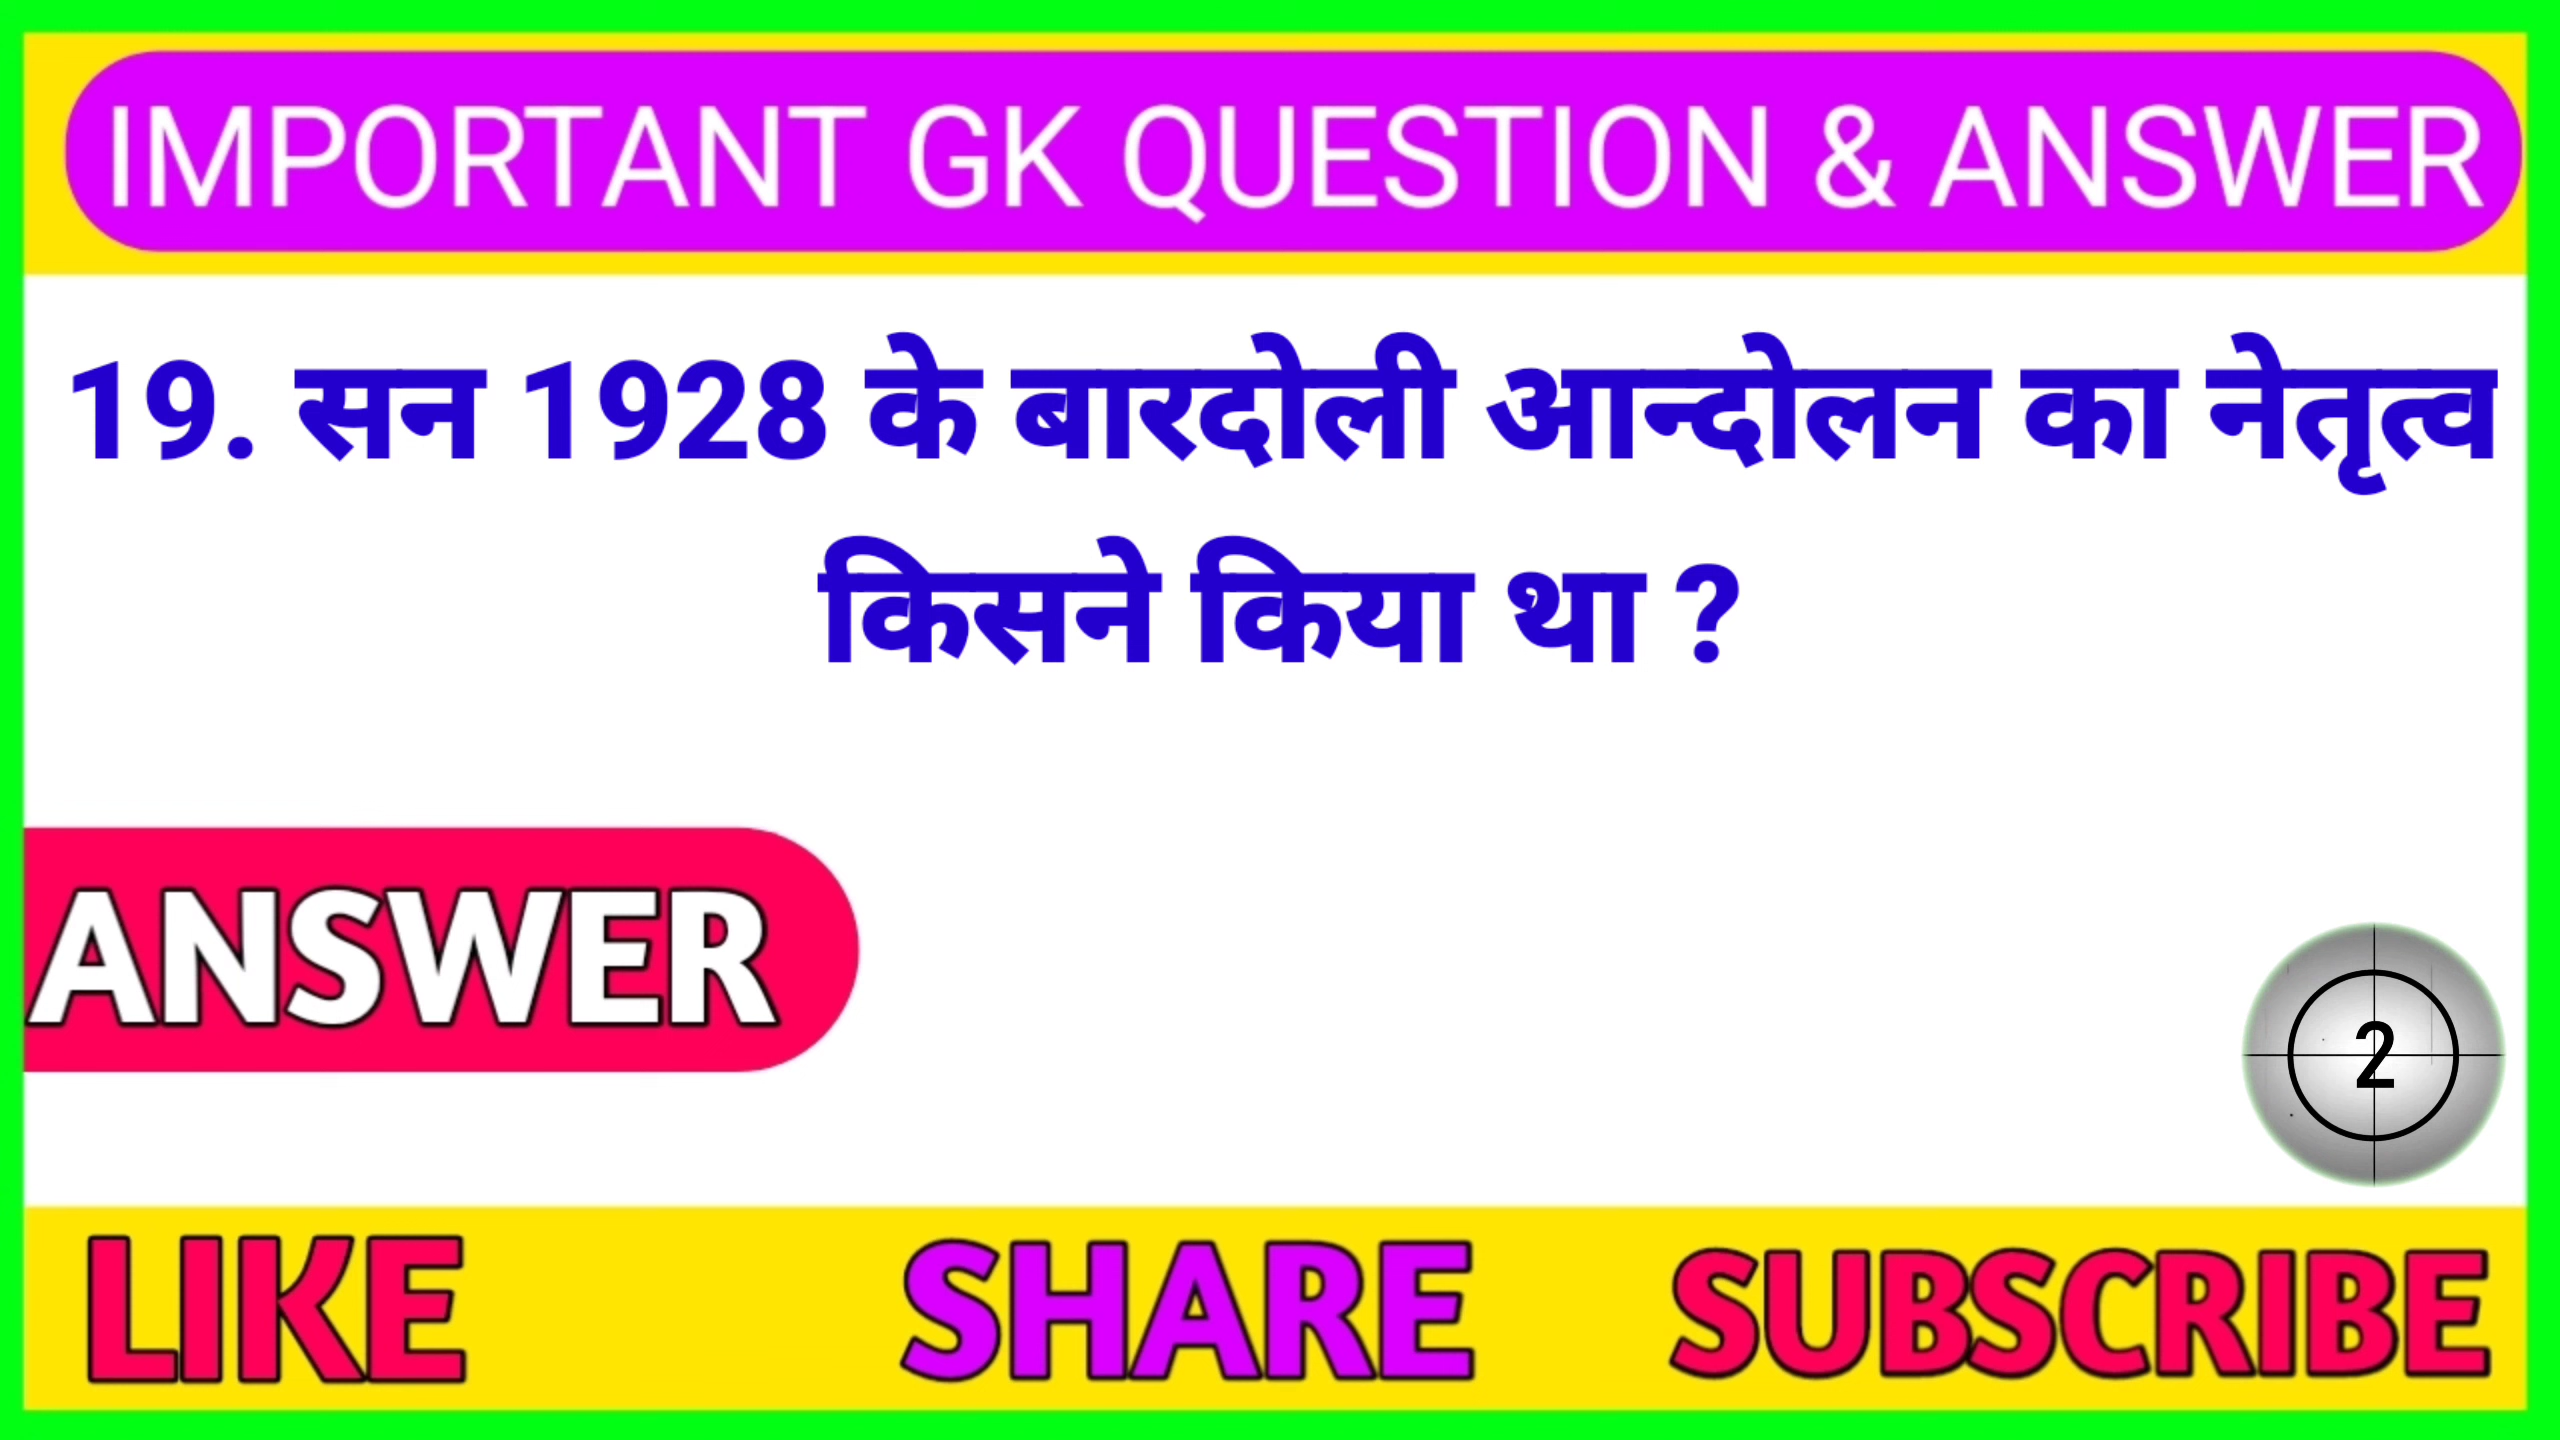 IMPORTANT GK QUESTION & ANSWER
19. सन 1928 के बारदोली आन्दोलन का नेतृत्व
किसने किया था ?
ANSWER
2
LIKE SHARE SUBSCRIBE